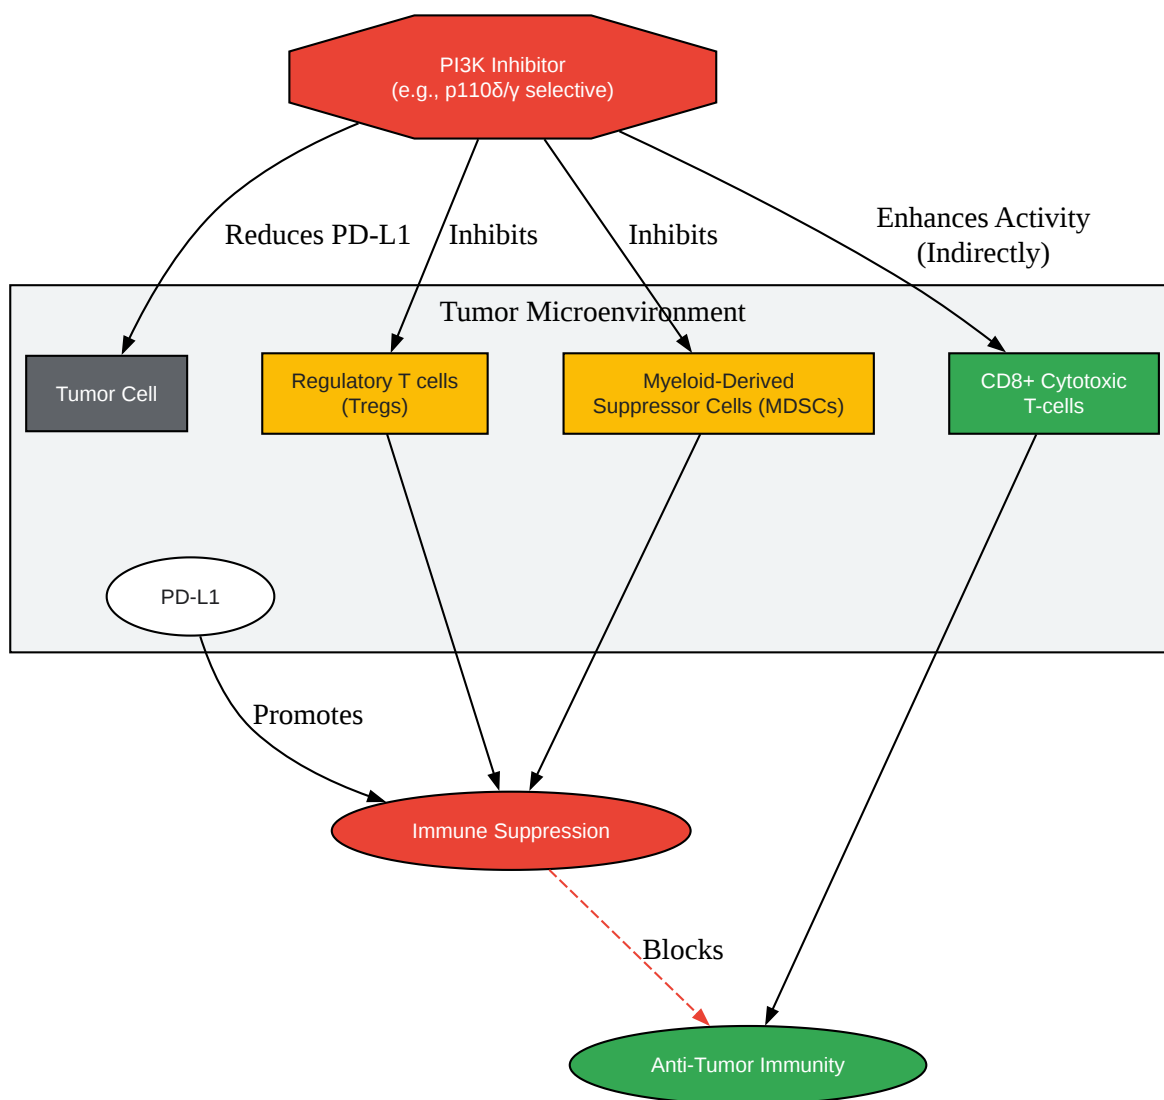 PI3K Inhibitor
(e.g., p110δ/γ selective)
Reduces PD-L1
Inhibits
Inhibits
Enhances Activity
(Indirectly)
Tumor Microenvironment
Tumor Cell
Regulatory T cells
(Tregs)
Myeloid-Derived
Suppressor Cells (MDSCs)
CD8+ Cytotoxic
T-cells
PD-L1
Promotes
Immune Suppression
Blocks
Anti-Tumor Immunity